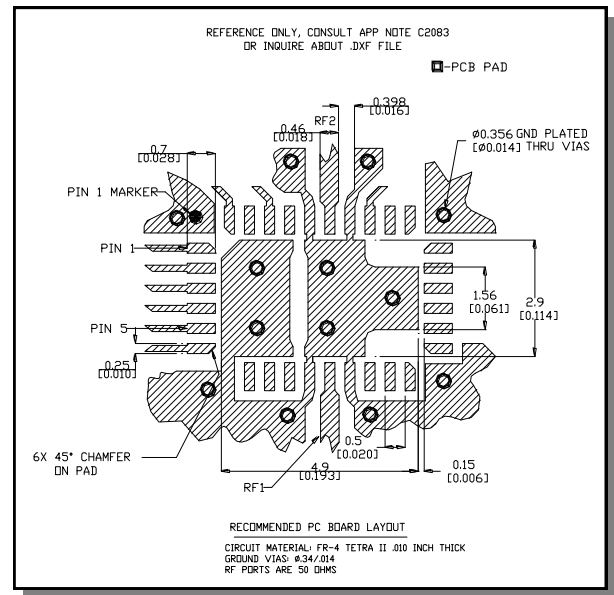 REFERENCE ONLY, CONSULT APP NOTE C2083
OR INQUIRE ABOUT .DXF FILE
-PCB PAD
0.398
[0.016]
RF2
0.46
[0.018]
Ø0.356 GND PLATED
[Ø0.014] THRU VIAS
0.7
[0.028]
PIN 1 MARKER
PIN 1
1.56
[0.061]
2.9
[0.114]
PIN 5
0.25
[0.010]
6X 45° CHAMFER
ON PAD
0.5
[0.020]
4.9
[0.193]
0.15
[0.006]
RF1
RECOMMENDED PC BOARD LAYOUT
CIRCUIT MATERIAL: FR-4 TETRA II .010 INCH THICK
GROUND VIAS: Ø.34/.014
RF PORTS ARE 50 OHMS